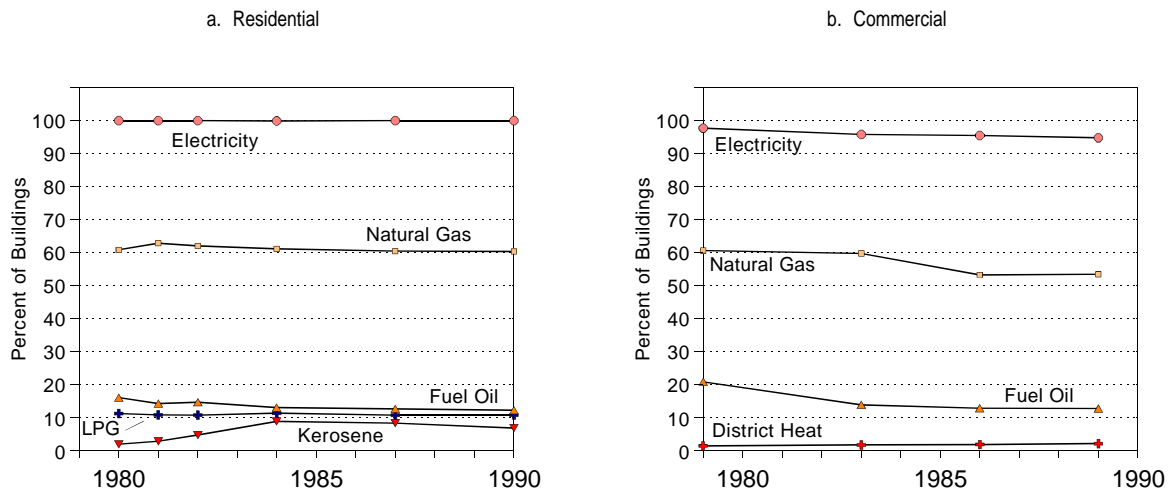 a. Residential
Percent of Buildings
100
90
80
70
60
50
40
30
20
10
0
Electricity
Natural Gas
Fuel Oil
LPG
Kerosene
1980
1985
1990
b. Commercial
Percent of Buildings
100
90
80
70
60
50
40
30
20
10
0
Electricity
Natural Gas
Fuel Oil
District Heat
1980
1985
1990